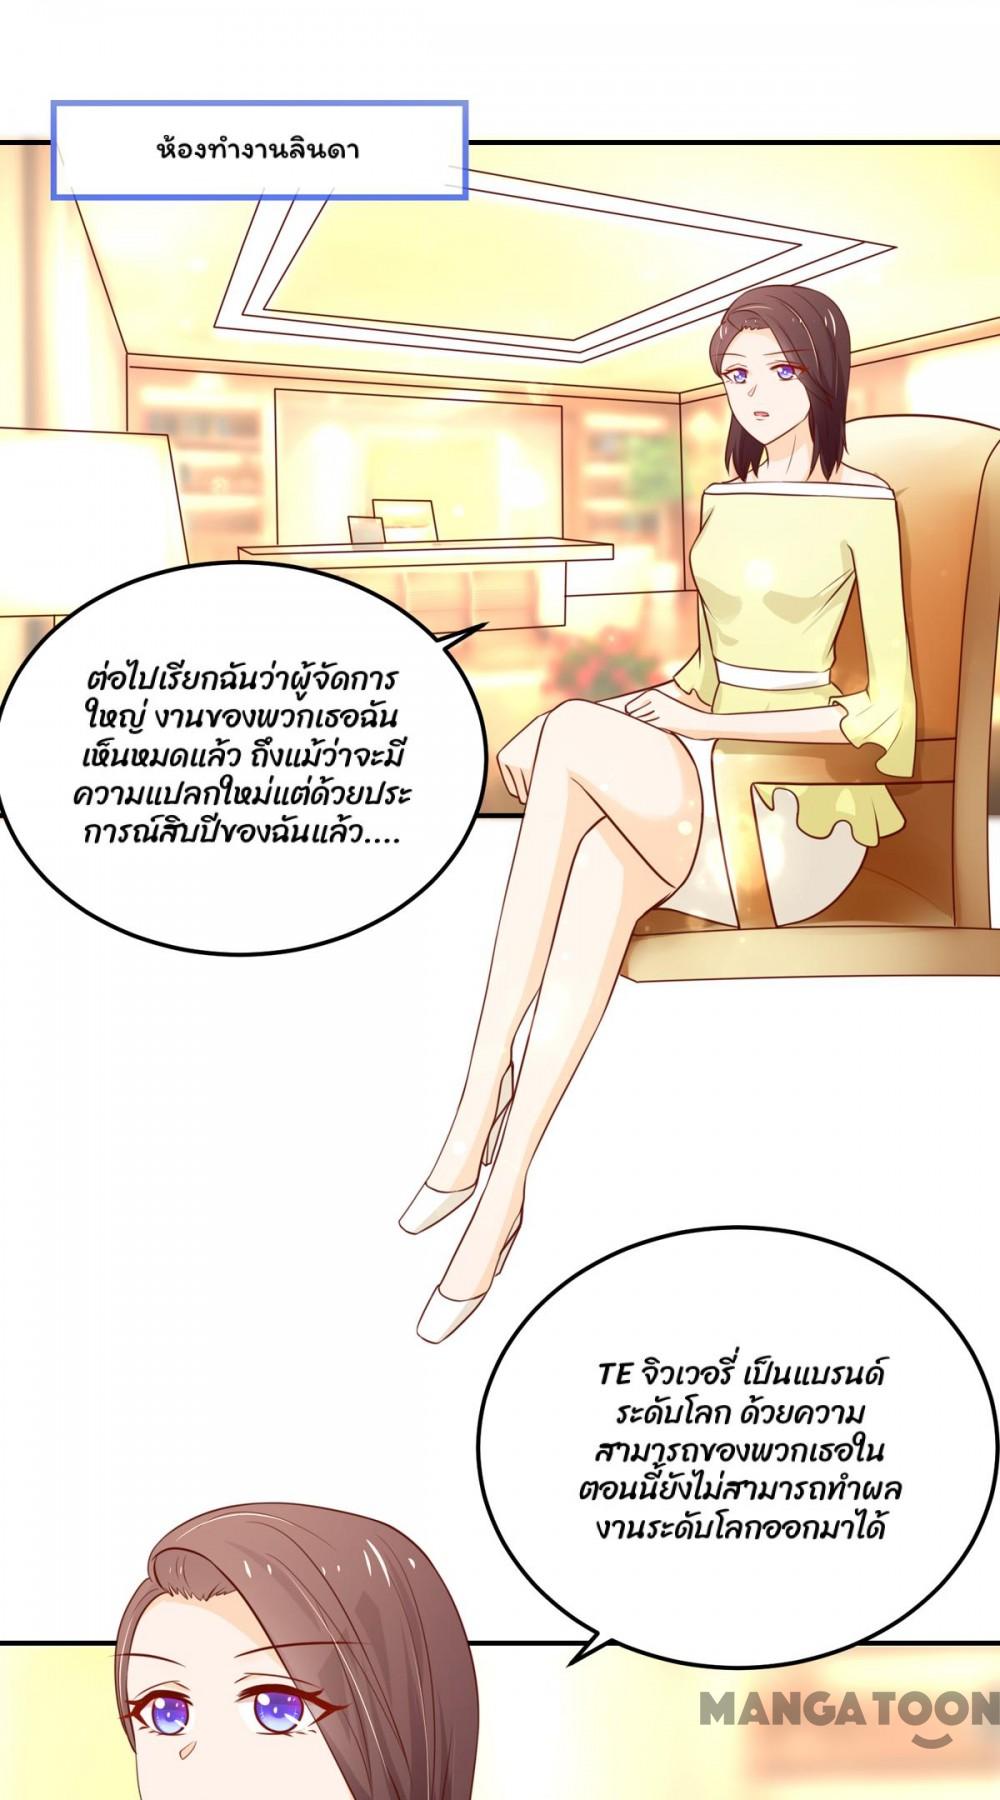 ห้องทำงานลินดา
ต่อไปเรียกฉันว่าผู้จัดการ
ใหญ่ งานของพวกเธอฉัน
เห็นหมดแล้ว ถึงแม้ว่าจะมี
ความแปลกใหม่แต่ด้วยประ
การณ์สิบปีของฉันแล้ว....
TE จิวเวอรี่ เป็นแบรนด์
ระดับโลก ด้วยความ
สามารถของพวกเธอใน
ตอนนี้ยังไม่สามารถทำผล
งานระดับโลกออกมาได้
MANGATOON